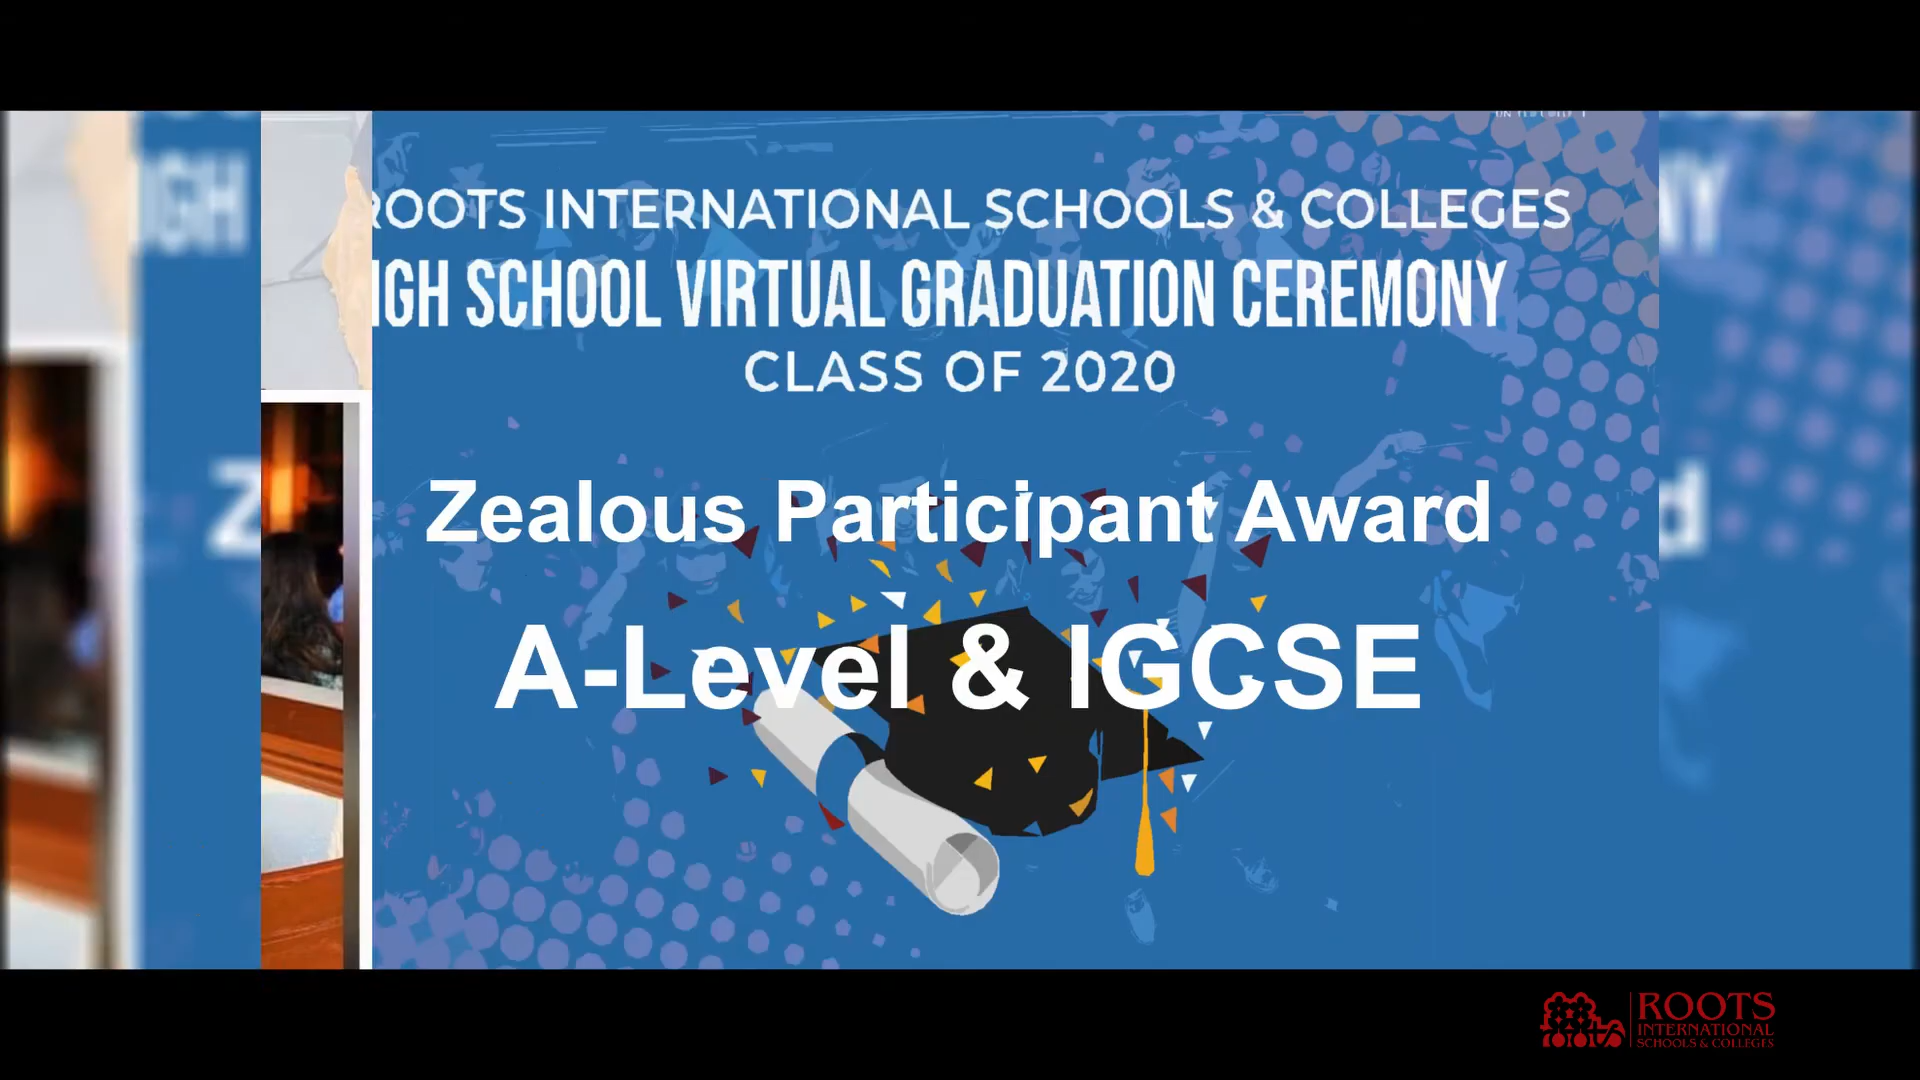 ROOTS INTERNATIONAL SCHOOLS & COLLEGES
IGH SCHOOL VIRTUAL GRADUATION CEREMONY
CLASS OF 2020
Zealous Participant Award
A-Level & IGCSE
ROOTS
INTERNATIONAL
SCHOOLS & COLLEGES